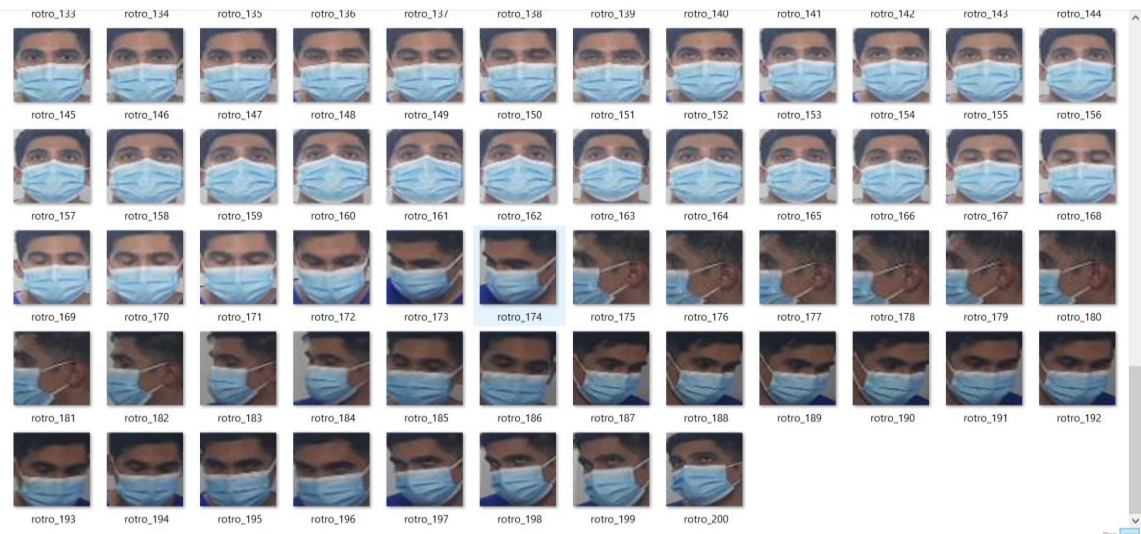 rotro_133 rotro_134 rotro_135 rotro_136 rotro_137 rotro_138 rotro_139 rotro_140 rotro_141 rotro_142 rotro_143 rotro_144
rotro_145 rotro_146 rotro_147 rotro_148 rotro_149 rotro_150 rotro_151 rotro_152 rotro_153 rotro_154 rotro_155 rotro_156
rotro_157 rotro_158 rotro_159 rotro_160 rotro_161 rotro_162 rotro_163 rotro_164 rotro_165 rotro_166 rotro_167 rotro_168
rotro_169 rotro_170 rotro_171 rotro_172 rotro_173 rotro_174 rotro_175 rotro_176 rotro_177 rotro_178 rotro_179 rotro_180
rotro_181 rotro_182 rotro_183 rotro_184 rotro_185 rotro_186 rotro_187 rotro_188 rotro_189 rotro_190 rotro_191 rotro_192
rotro_193 rotro_194 rotro_195 rotro_196 rotro_197 rotro_198 rotro_199 rotro_200